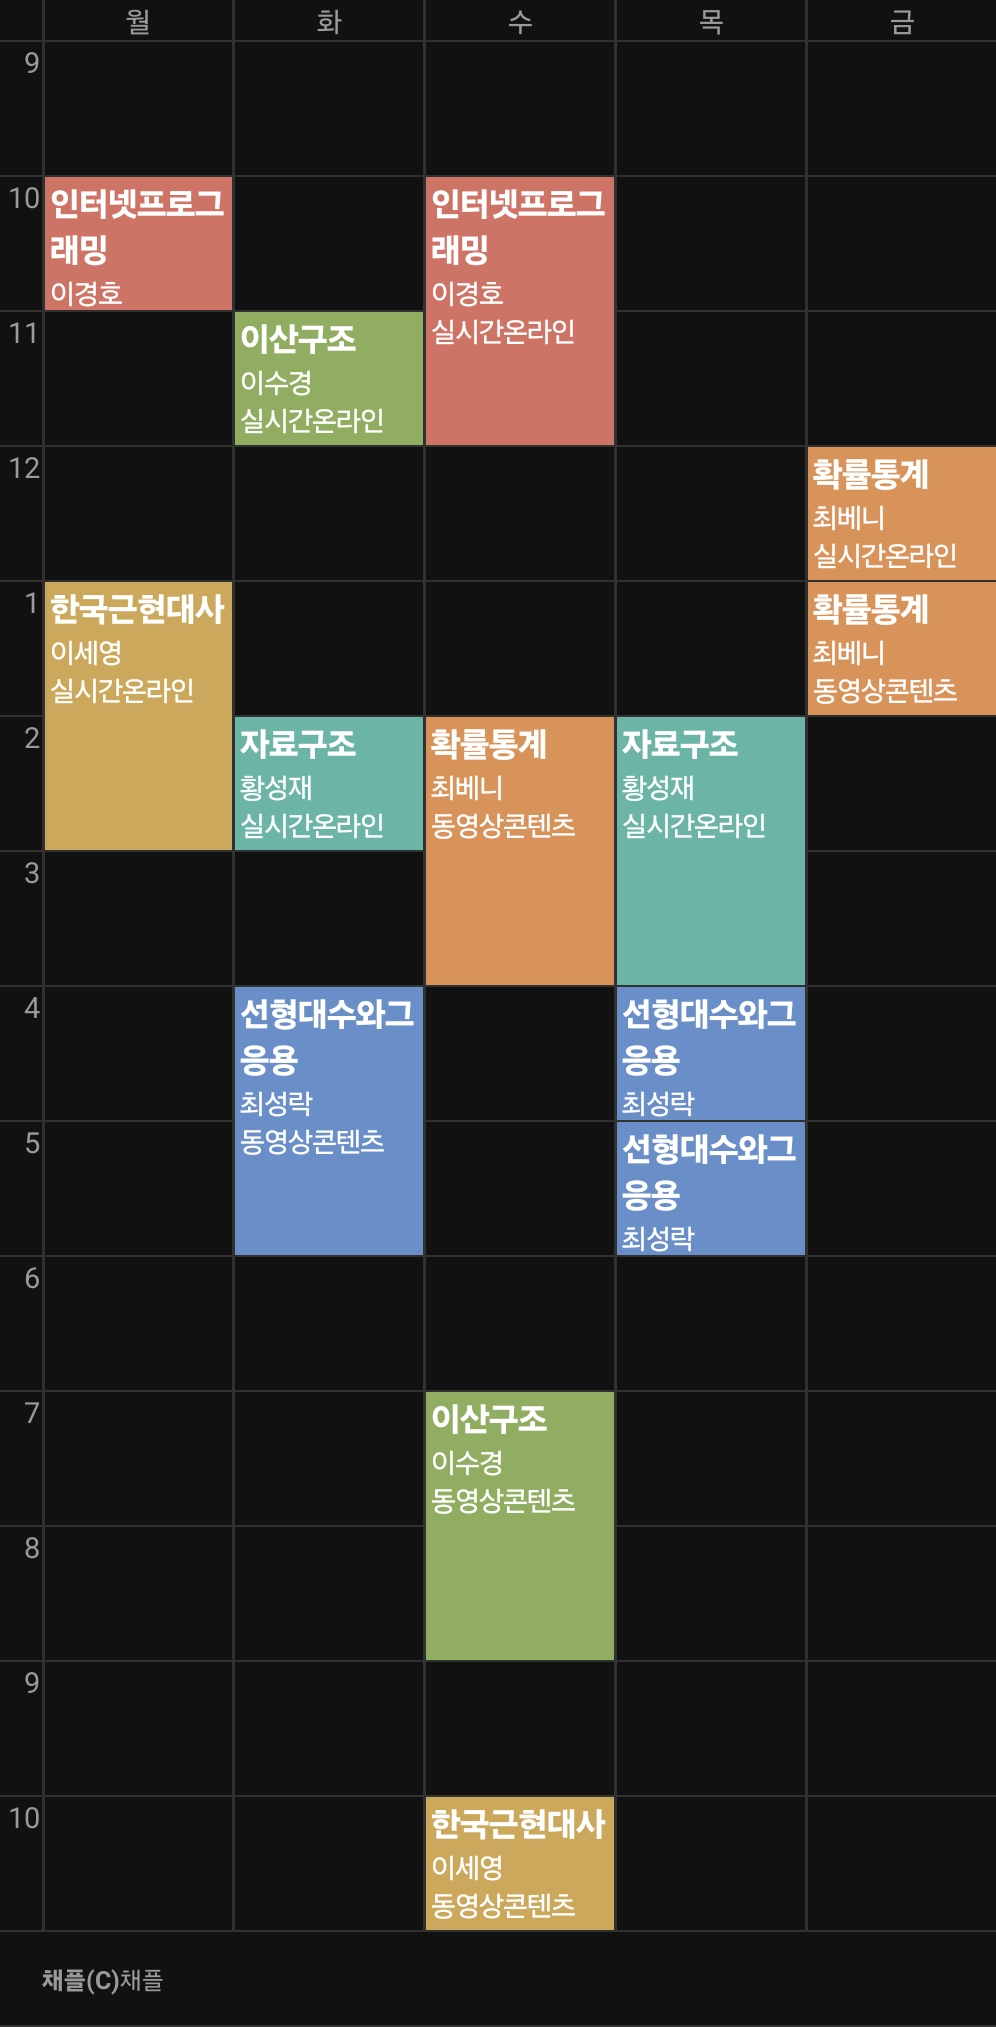 월 화 수 목 금
9
10
인터넷프로그
래밍
이경호
인터넷프로그
래밍
이경호
실시간온라인
11
이산구조
이수경
실시간온라인
12
확률통계
최베니
실시간온라인
1
한국근현대사
이세영
실시간온라인
확률통계
최베니
동영상콘텐츠
2
자료구조
황성재
실시간온라인
확률통계
최베니
동영상콘텐츠
자료구조
황성재
실시간온라인
3
4
선형대수와그
응용
최성락
동영상콘텐츠
선형대수와그
응용
최성락
5
선형대수와그
응용
최성락
6
7
이산구조
이수경
동영상콘텐츠
8
9
10
한국근현대사
이세영
동영상콘텐츠
채플(C)채플